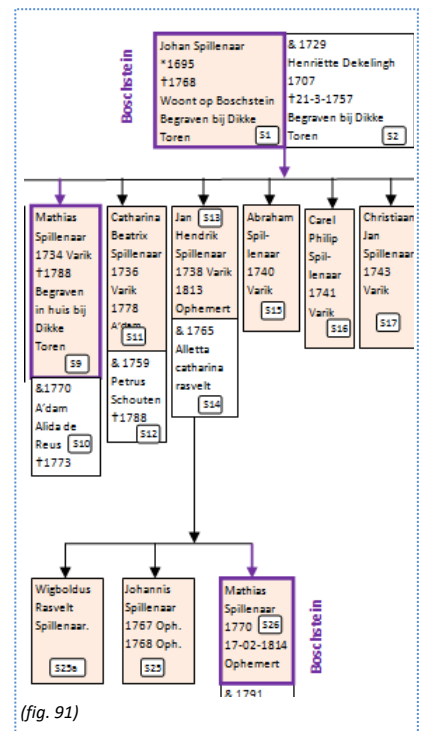 Boschstein
Johan Spillenaar
*1695
†1768
Woont op Boschstein
Begraven bij Dikke
Toren
S1
& 1729
Henriëtte Dekelingh
1707
†21-3-1757
Begraven bij Dikke
Toren
S2
Mathias
Spillenaar
1734 Varik
†1788
Begraven
in huis bij
Dikke
Toren
S9
&1770
A'dam
Alida de
Reus S10
†1773
Catharina
Beatrix
Spillenaar
1736
Varik
1778
A'dam
S11
& 1759
Petrus
Schouten
†1788
S12
Jan S13
Hendrik
Spillenaar
1738 Varik
1813
Ophemert
& 1765
Alletta
catharina
rasvelt
S14
Abraham
Spil-
lenaar
1740
Varik
S15
Carel
Philip
Spil-
lenaar
1741
Varik
S16
Christiaan
Jan
Spillenaar
1743
Varik
S17
Wigboldus
Rasvelt
Spillenaar.
S25a
Johannis
Spillenaar
1767 Oph.
1768 Oph.
S25
Mathias
Spillenaar
1770 S26
17-02-1814
Ophemert
& 1791
Boschstein
(fig. 91)